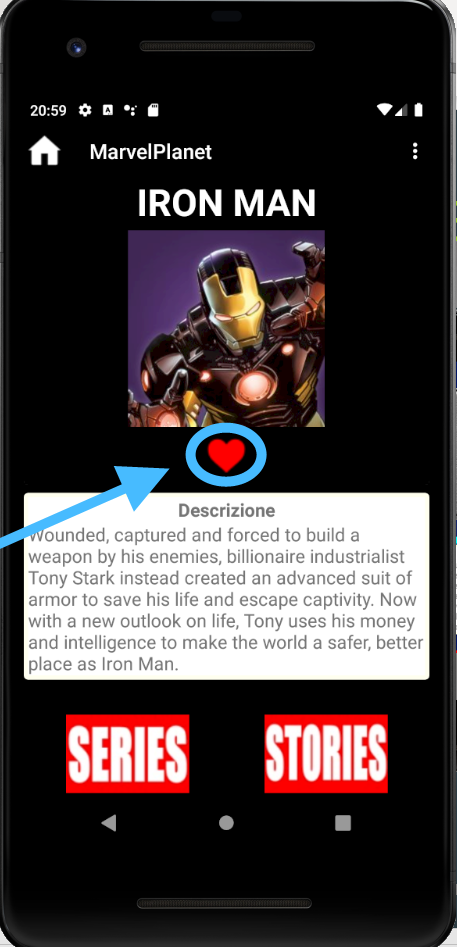 20:59
MarvelPlanet
IRON MAN
Descrizione
Wounded, captured and forced to build a
weapon by his enemies, billionaire industrialist
Tony Stark instead created an advanced suit of
armor to save his life and escape captivity. Now
with a new outlook on life, Tony uses his money
and intelligence to make the world a safer, better
place as Iron Man.
SERIES STORIES